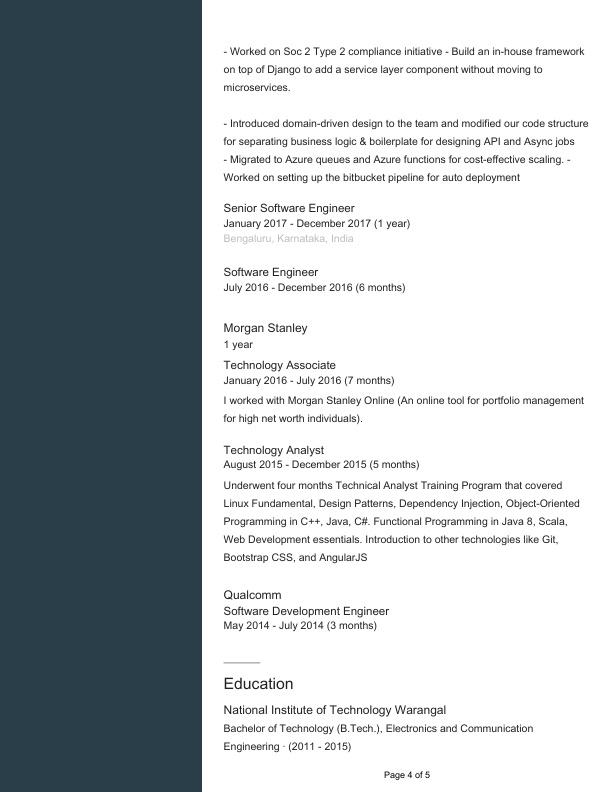 - Worked on Soc 2 Type 2 compliance initiative - Build an in-house framework
on top of Django to add a service layer component without moving to
microservices.
- Introduced domain-driven design to the team and modified our code structure
for separating business logic & boilerplate for designing API and Async jobs
- Migrated to Azure queues and Azure functions for cost-effective scaling. -
Worked on setting up the bitbucket pipeline for auto deployment
Senior Software Engineer
January 2017 - December 2017 (1 year)
Bengaluru, Karnataka, India
Software Engineer
July 2016 - December 2016 (6 months)
Morgan Stanley
1 year
Technology Associate
January 2016 - July 2016 (7 months)
I worked with Morgan Stanley Online (An online tool for portfolio management
for high net worth individuals).
Technology Analyst
August 2015 - December 2015 (5 months)
Underwent four months Technical Analyst Training Program that covered
Linux Fundamental, Design Patterns, Dependency Injection, Object-Oriented
Programming in C++, Java, C#. Functional Programming in Java 8, Scala,
Web Development essentials. Introduction to other technologies like Git,
Bootstrap CSS, and AngularJS
Qualcomm
Software Development Engineer
May 2014 - July 2014 (3 months)
Education
National Institute of Technology Warangal
Bachelor of Technology (B.Tech.), Electronics and Communication
Engineering · (2011 - 2015)
Page 4 of 5